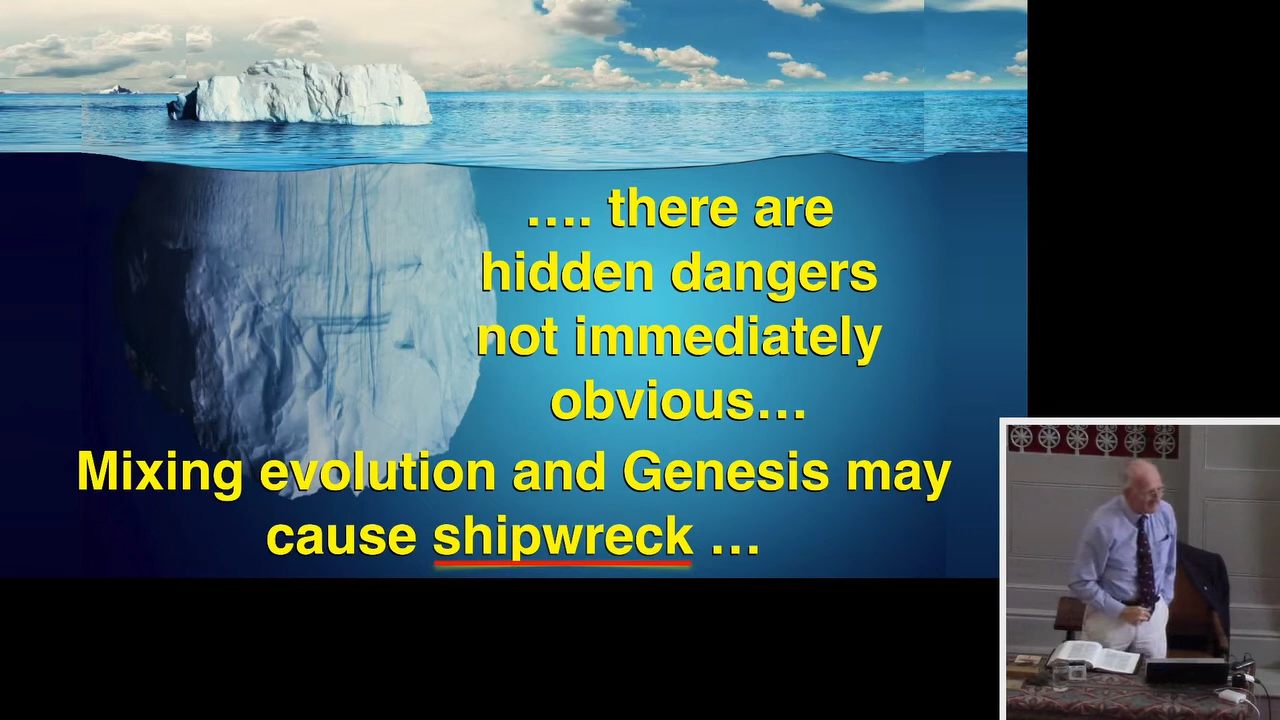 …. there are
hidden dangers
not immediately
obvious…
Mixing evolution and Genesis may
cause shipwreck …